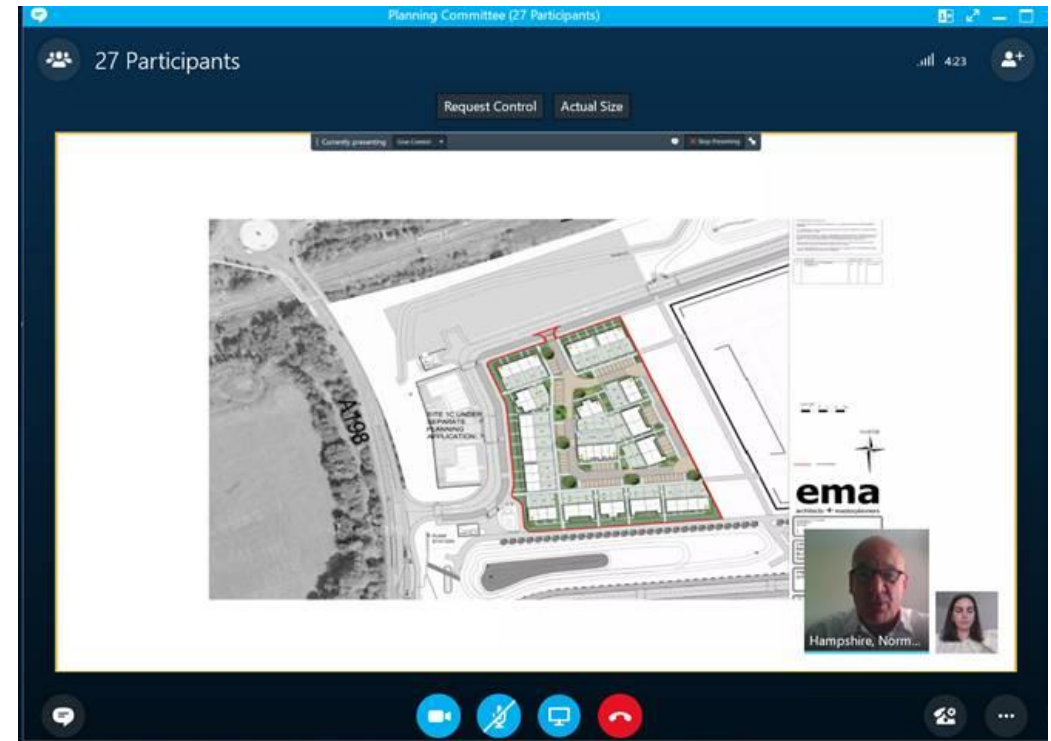 Planning Committee (27 Participants)
27 Participants
4:23
Request Control
Actual Size
Currently presenting
Give Control
Stop Presenting
A198
SITE 1C UNDER
SEPARATE
PLANNING
APPLICATION.
STATION
ema
architects + masterplanners
Hampshire, Norm...